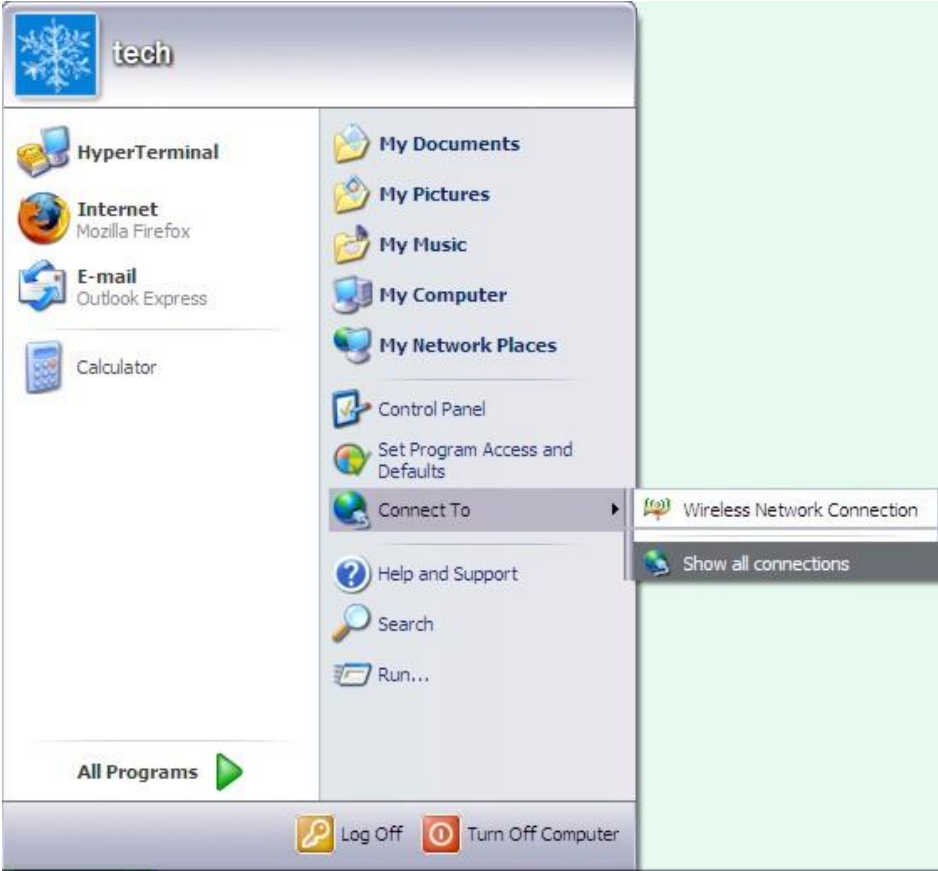 tech
HyperTerminal
Internet
Mozilla Firefox
E-mail
Outlook Express
Calculator
All Programs
My Documents
My Pictures
My Music
My Computer
My Network Places
Control Panel
Set Program Access and
Defaults
Connect To
Wireless Network Connection
Show all connections
Help and Support
Search
Run...
Log Off
Turn Off Computer